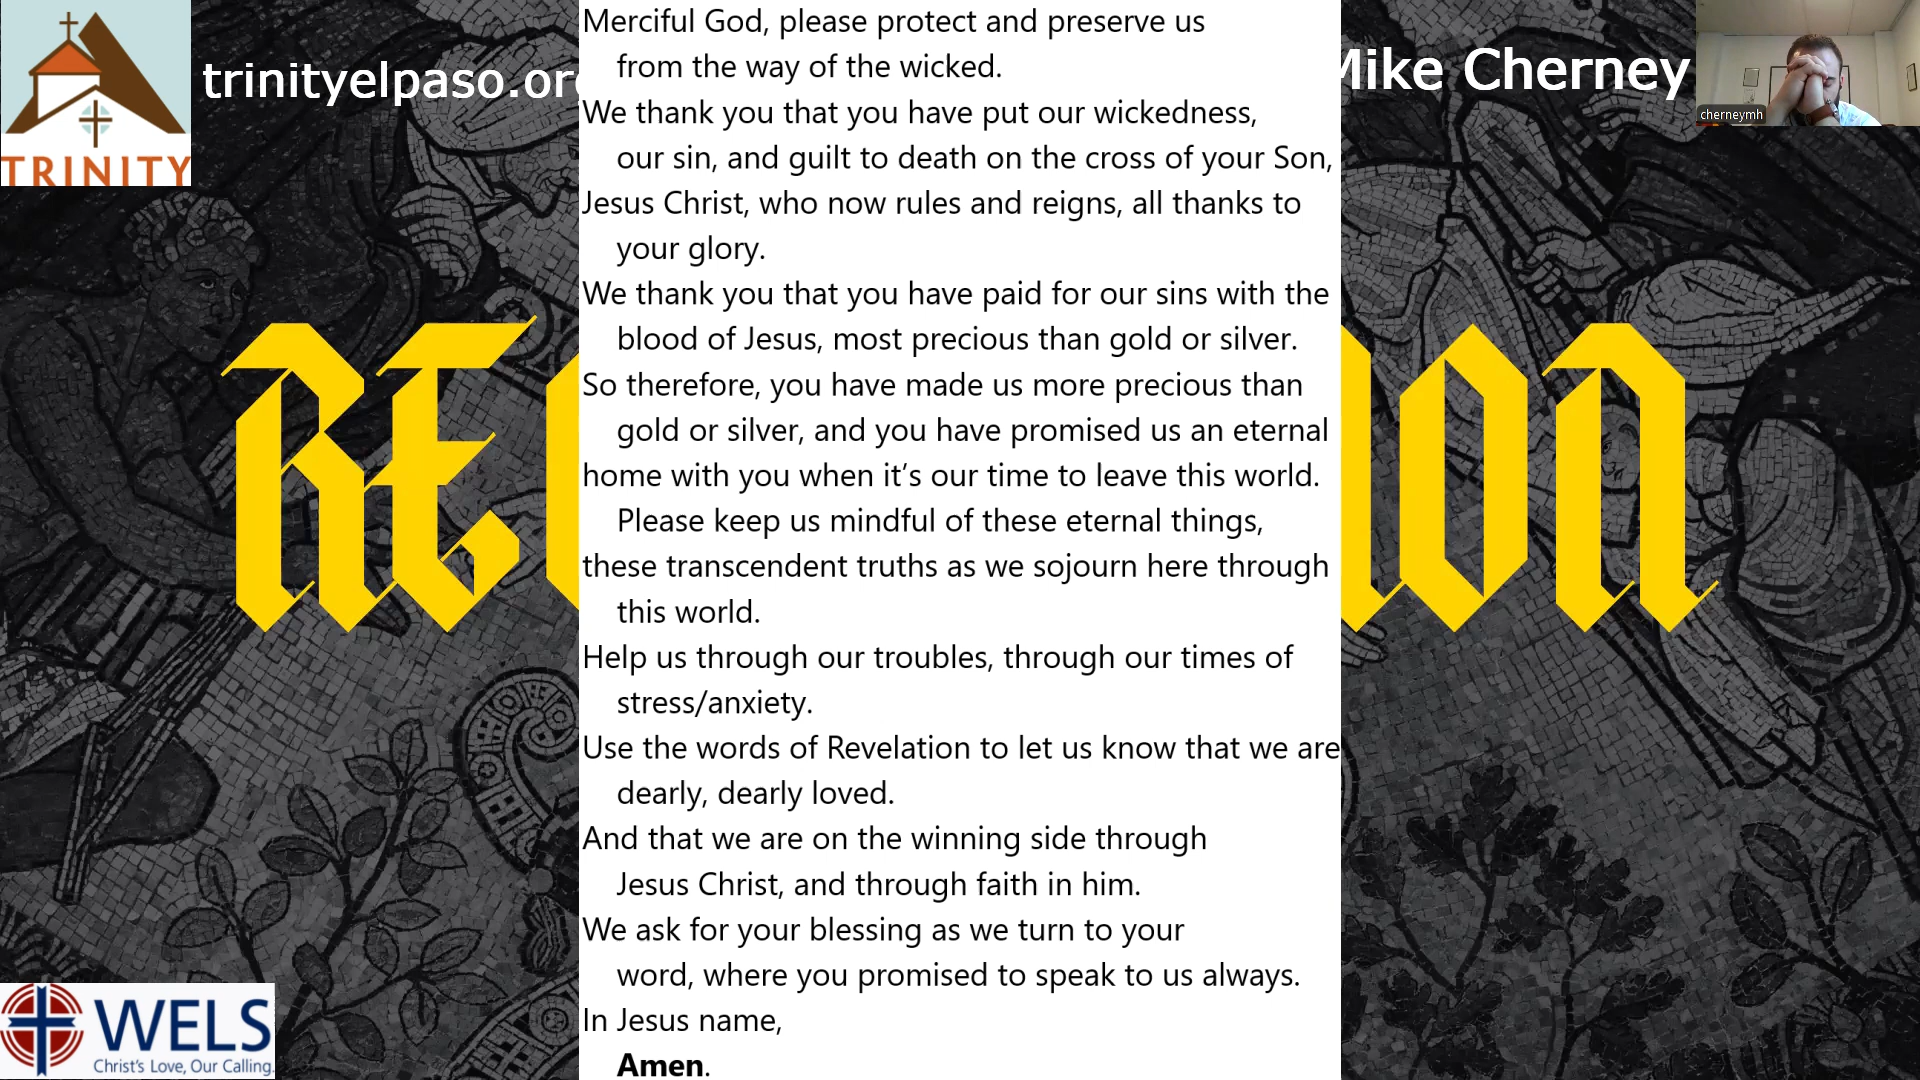 TRINITY
trinityelpaso.or
Mike Cherney
cherneymh
Merciful God, please protect and preserve us
from the way of the wicked.
We thank you that you have put our wickedness,
our sin, and guilt to death on the cross of your Son,
Jesus Christ, who now rules and reigns, all thanks to
your glory.
We thank you that you have paid for our sins with the
blood of Jesus, most precious than gold or silver.
So therefore, you have made us more precious than
gold or silver, and you have promised us an eternal
home with you when it’s our time to leave this world.
Please keep us mindful of these eternal things,
these transcendent truths as we sojourn here through
this world.
Help us through our troubles, through our times of
stress/anxiety.
Use the words of Revelation to let us know that we are
dearly, dearly loved.
And that we are on the winning side through
Jesus Christ, and through faith in him.
We ask for your blessing as we turn to your
word, where you promised to speak to us always.
In Jesus name,
Amen.
RE ION
WELS
Christ's Love, Our Calling.